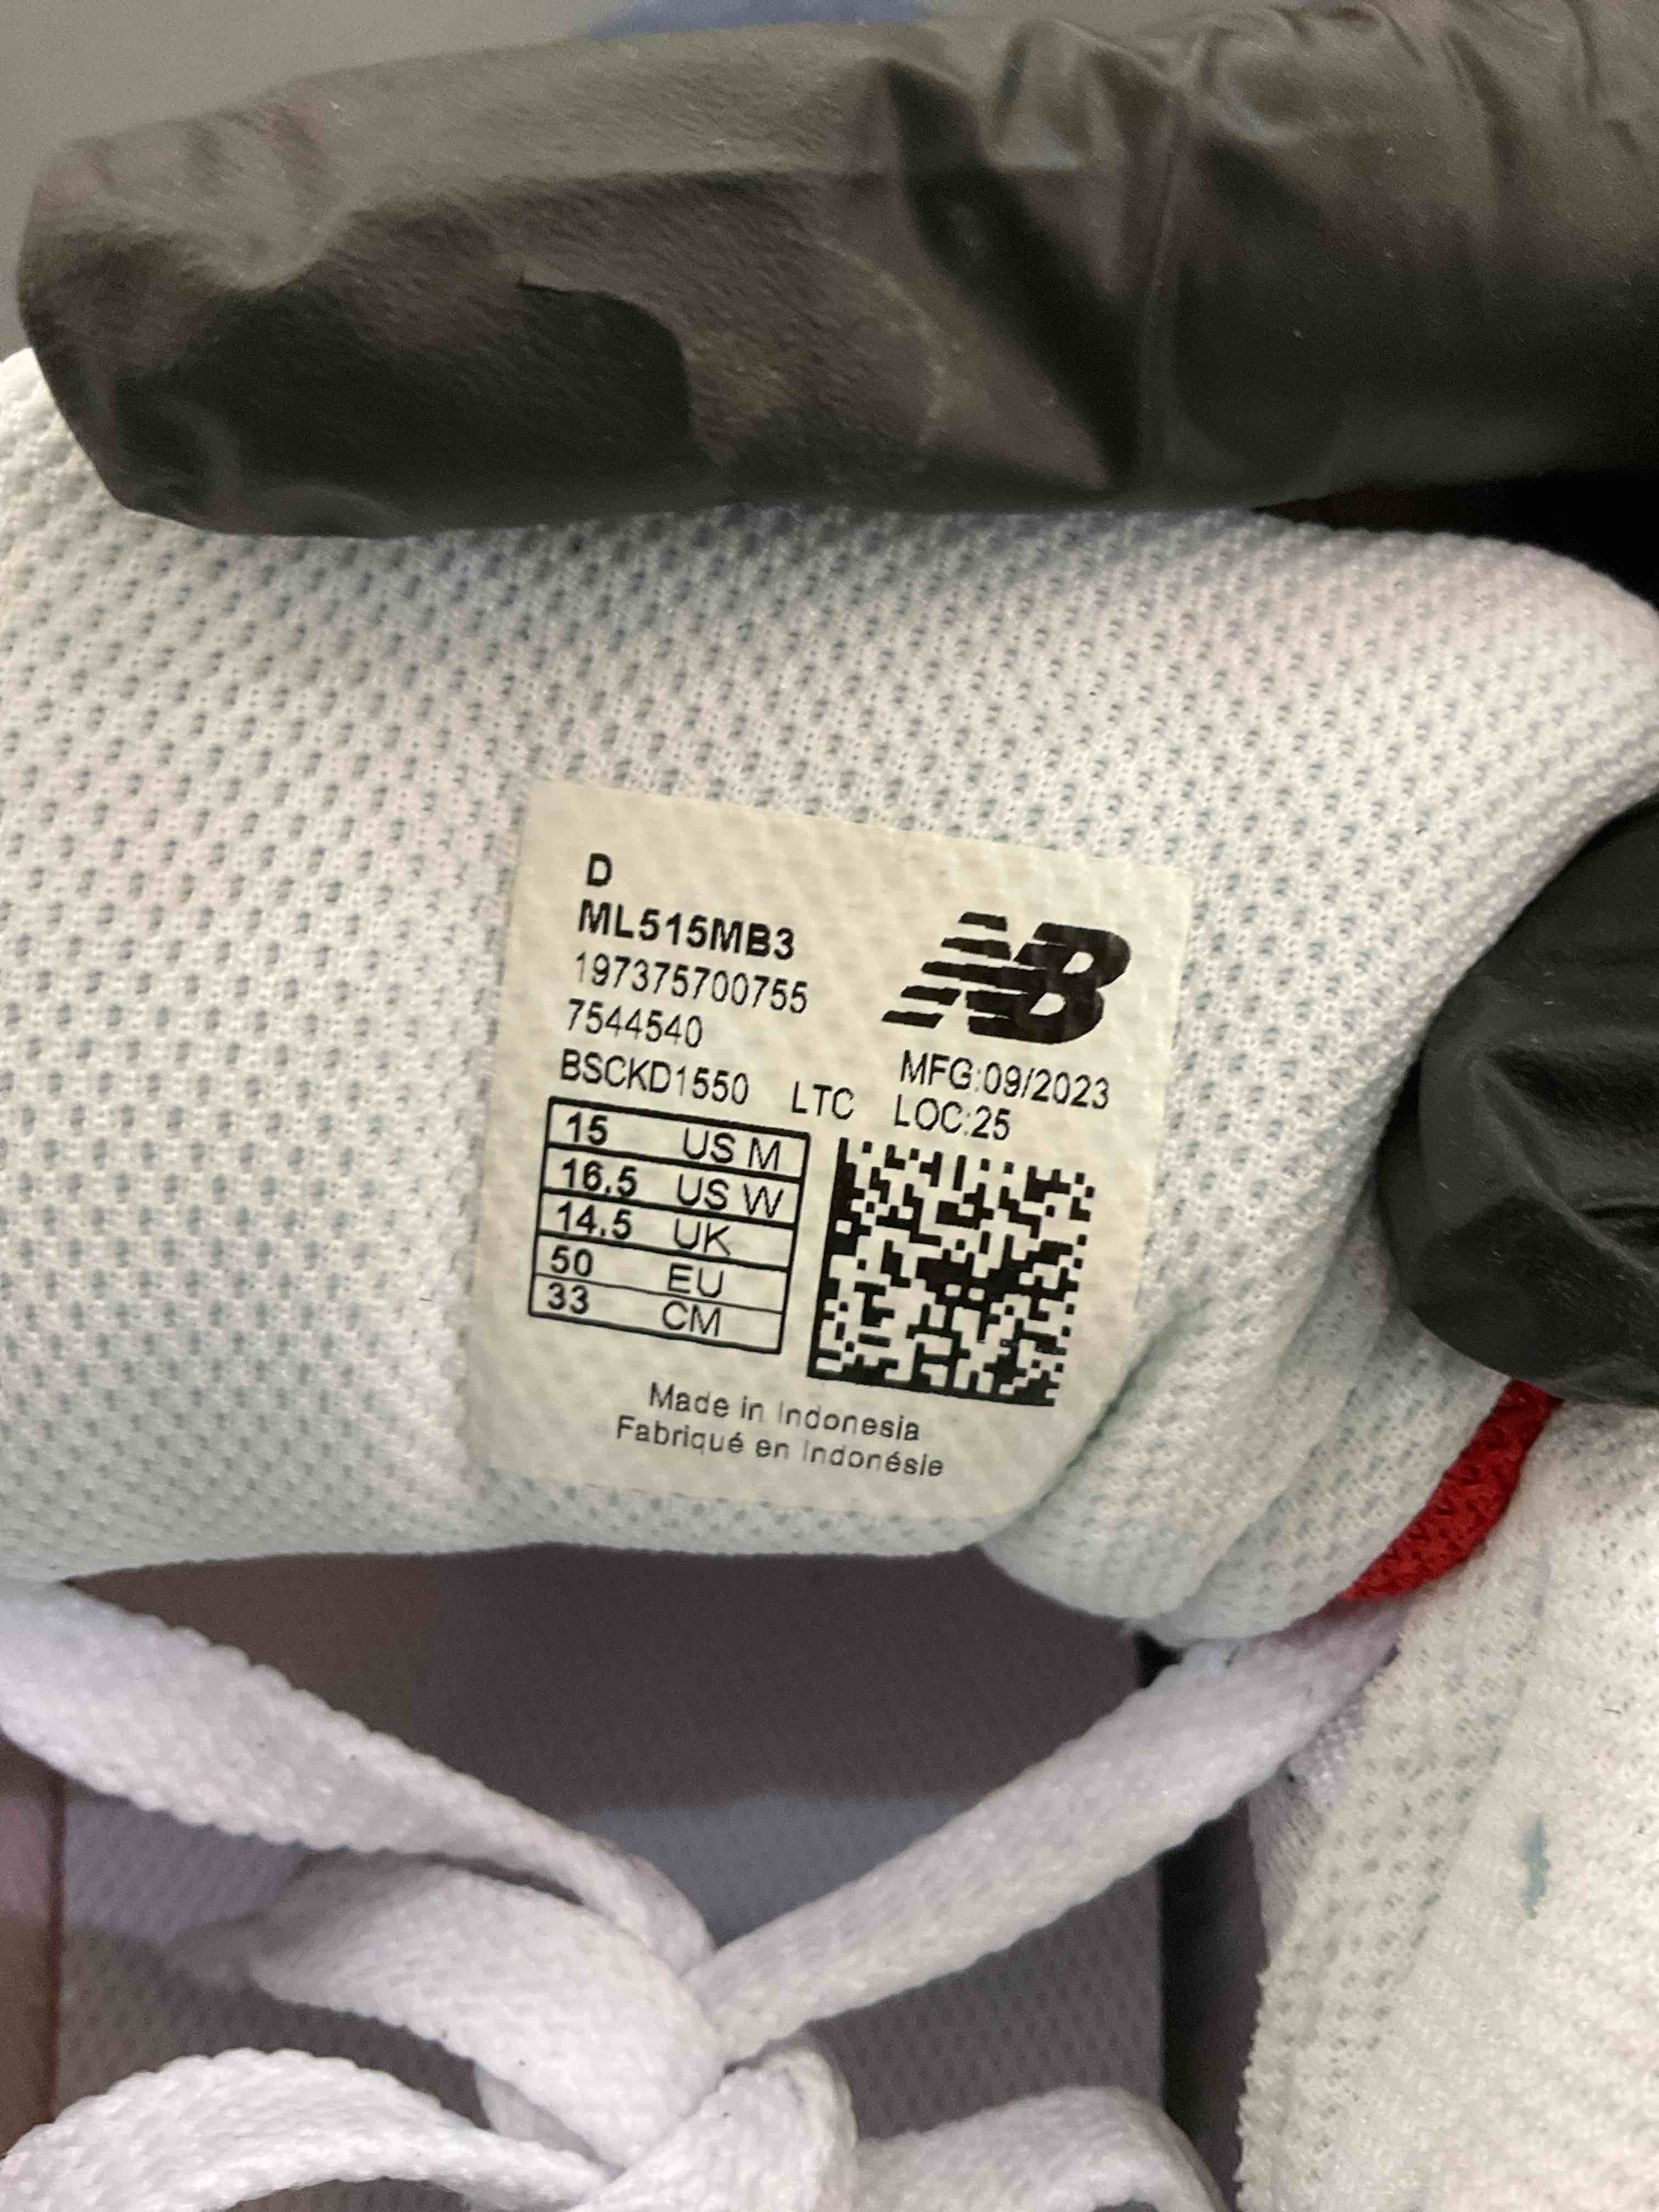 D
ML515MB3
197375700755
7544540
BSCKD1550 LTC
NB
MFG:09/2023
LOC:25
15 US M
16.5 US W
14.5 UK
50 EU
33 CM
Made in Indonesia
Fabriqué en Indonésie